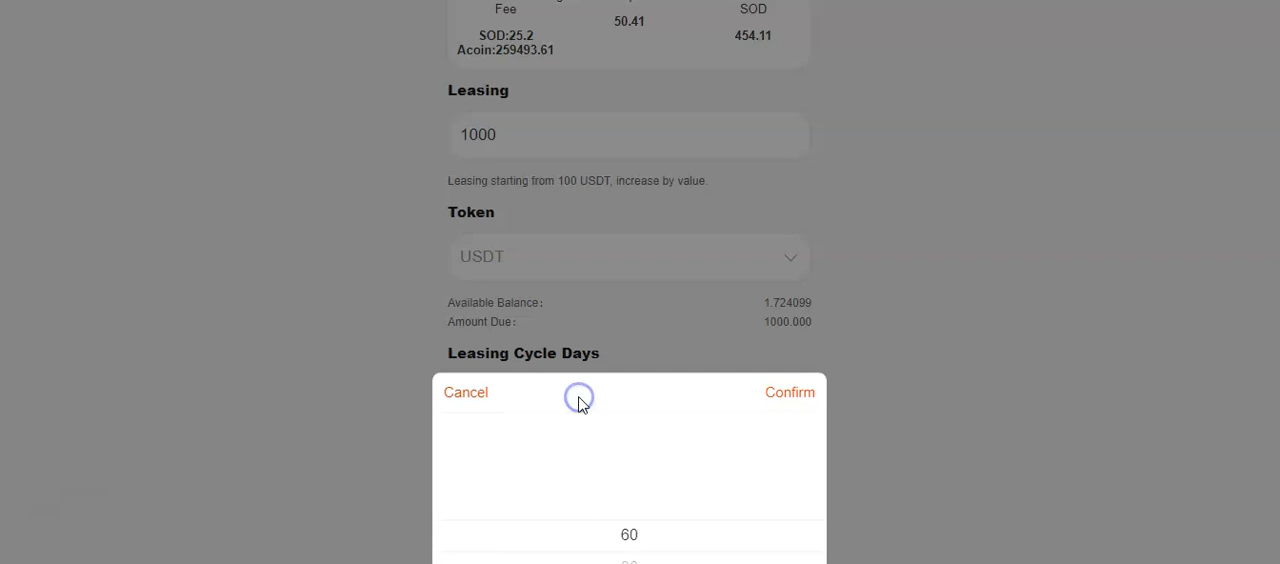 Fee
SOD:25.2
Acoin:259493.61
50.41
SOD
454.11
Leasing
1000
Leasing starting from 100 USDT, increase by value.
Token
USDT
Available Balance: 1.724099
Amount Due: 1000.000
Leasing Cycle Days
Cancel Confirm
60